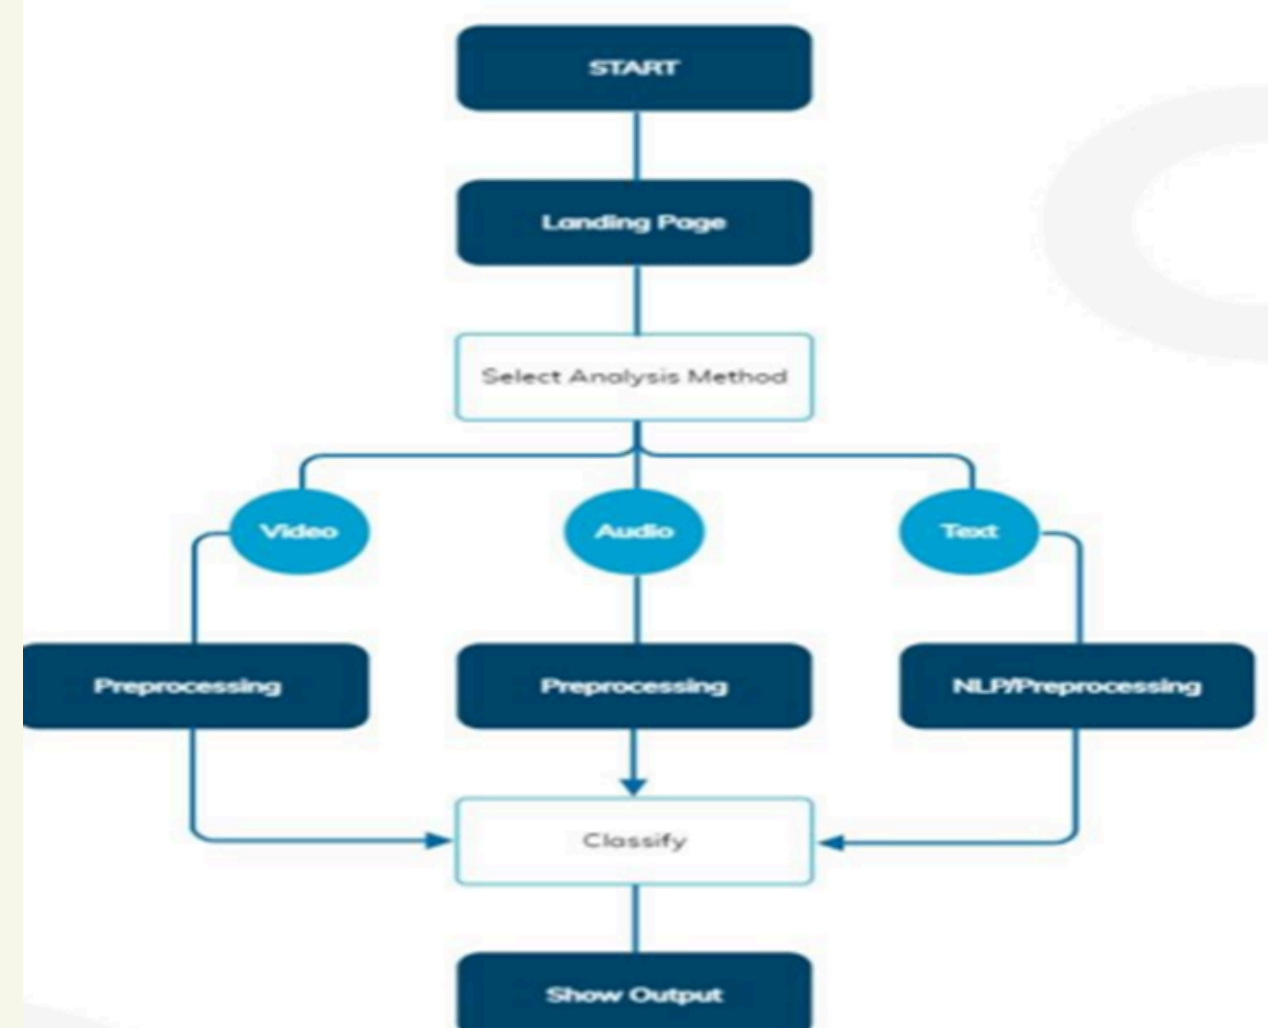 START
Landing Page
Select Analysis Method
Video
Audio
Text
Preprocessing
Preprocessing
NLP/Preprocessing
Classify
Show Output